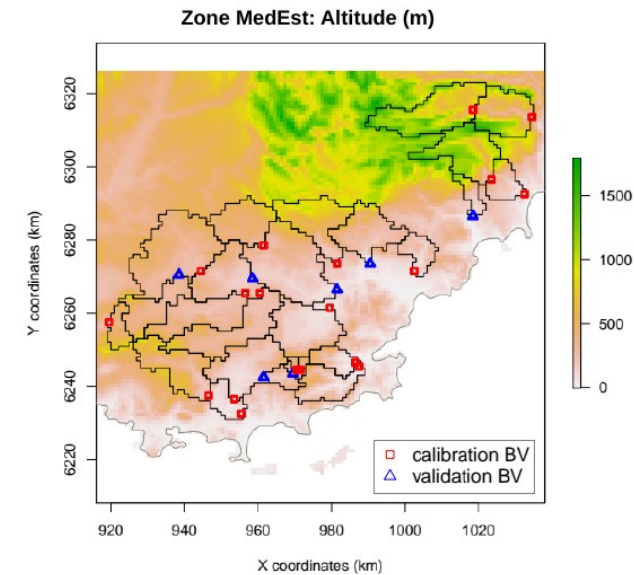 Zone MedEst: Altitude (m)
6320
6300
6280
6260
6240
6220
Y coordinates (km)
920 940 960 980 1000 1020
X coordinates (km)
1500
1000
500
0
calibration BV
validation BV